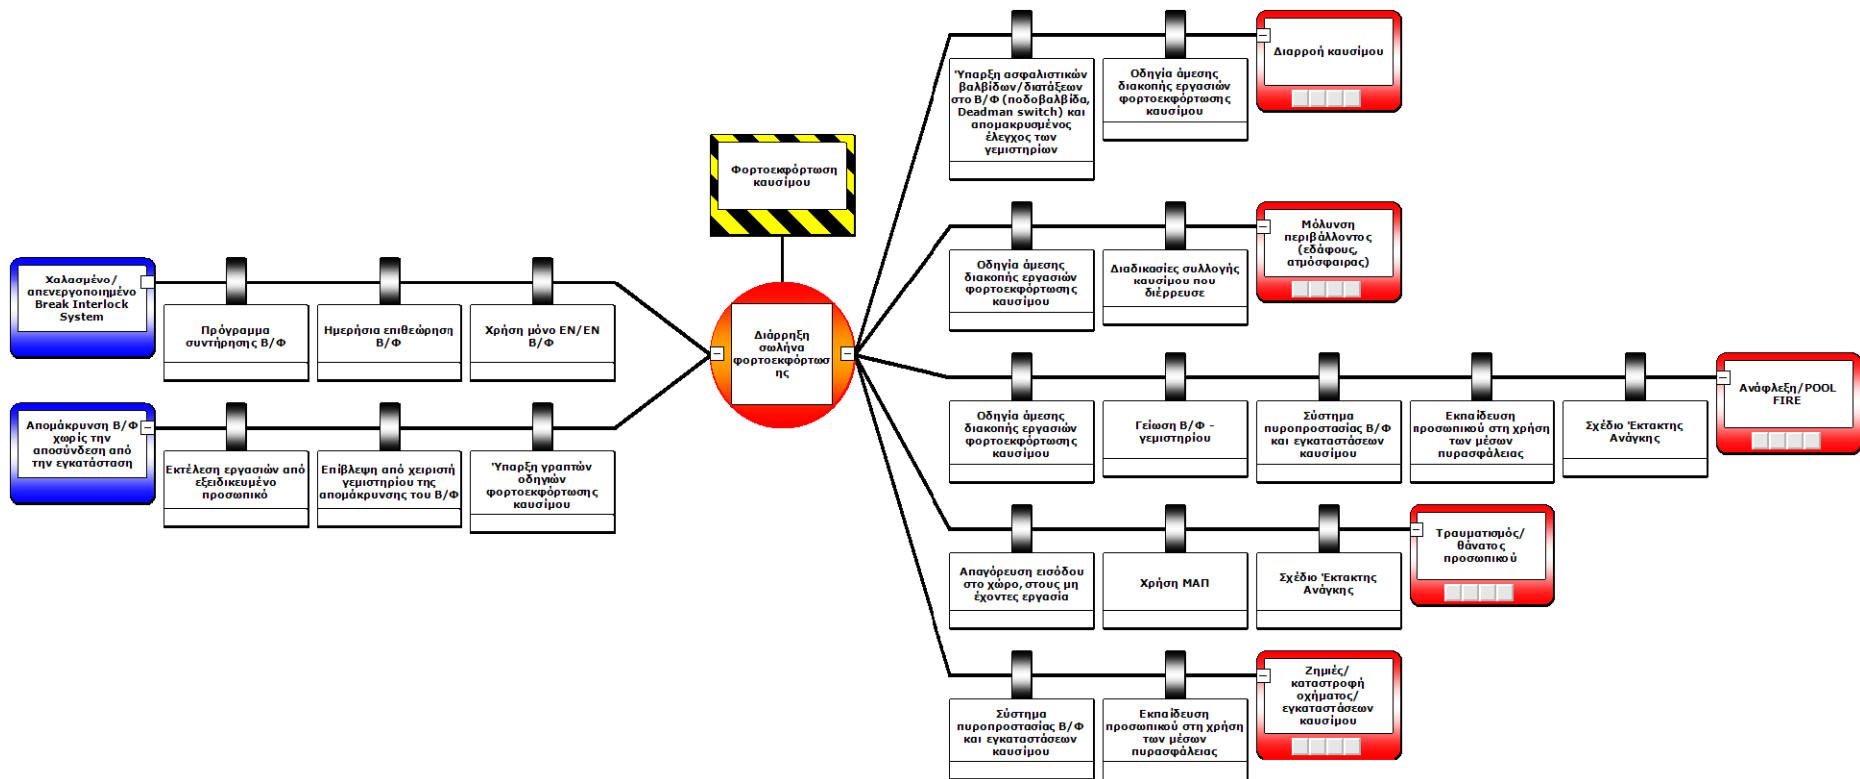 Φορτοεκφόρτωση
καυσίμου
Χαλασμένο/
απενεργοποιημένο
Break Interlock
System
Πρόγραμμα
συντήρησης Β/Φ
Ημερήσια επιθεώρηση
Β/Φ
Χρήση μόνο EN/EN
Β/Φ
Απομάκρυνση Β/Φ
χωρίς την
αποσύνδεση από
την εγκατάσταση
Εκτέλεση εργασιών από
εξειδικευμένο
προσωπικό
Επίβλεψη από χειριστή
γεμιστηρίου της
απομάκρυνσης του Β/Φ
Ύπαρξη γραπτών
οδηγιών
φορτοεκφόρτωσης
καυσίμου
Διάρρηξη
σωλήνα
φορτοεκφόρτωσ
ης
Ύπαρξη ασφαλιστικών
βαλβίδων/διατάξεων
στο Β/Φ (ποδοβαλβίδα,
Deadman switch) και
απομακρυσμένος
έλεγχος των
γεμιστηρίων
Οδηγία άμεσης
διακοπής εργασιών
φορτοεκφόρτωσης
καυσίμου
Διαρροή καυσίμου
Οδηγία άμεσης
διακοπής εργασιών
φορτοεκφόρτωσης
καυσίμου
Διαδικασίες συλλογής
καυσίμου που
διέρρευσε
Μόλυνση
περιβάλλοντος
(εδάφους,
ατμόσφαιρας)
Οδηγία άμεσης
διακοπής εργασιών
φορτοεκφόρτωσης
καυσίμου
Γείωση Β/Φ -
γεμιστηρίου
Σύστημα
πυροπροστασίας Β/Φ
και εγκαταστάσεων
καυσίμου
Εκπαίδευση
προσωπικού στη χρήση
των μέσων
πυρασφάλειας
Σχέδιο Έκτακτης
Ανάγκης
Ανάφλεξη/POOL
FIRE
Απαγόρευση εισόδου
στο χώρο, στους μη
έχοντες εργασία
Χρήση ΜΑΠ
Σχέδιο Έκτακτης
Ανάγκης
Τραυματισμός/
θάνατος
προσωπικού
Σύστημα
πυροπροστασίας Β/Φ
και εγκαταστάσεων
καυσίμου
Εκπαίδευση
προσωπικού στη χρήση
των μέσων
πυρασφάλειας
Ζημιές/
καταστροφή
οχήματος/
εγκαταστάσεων
καυσίμου